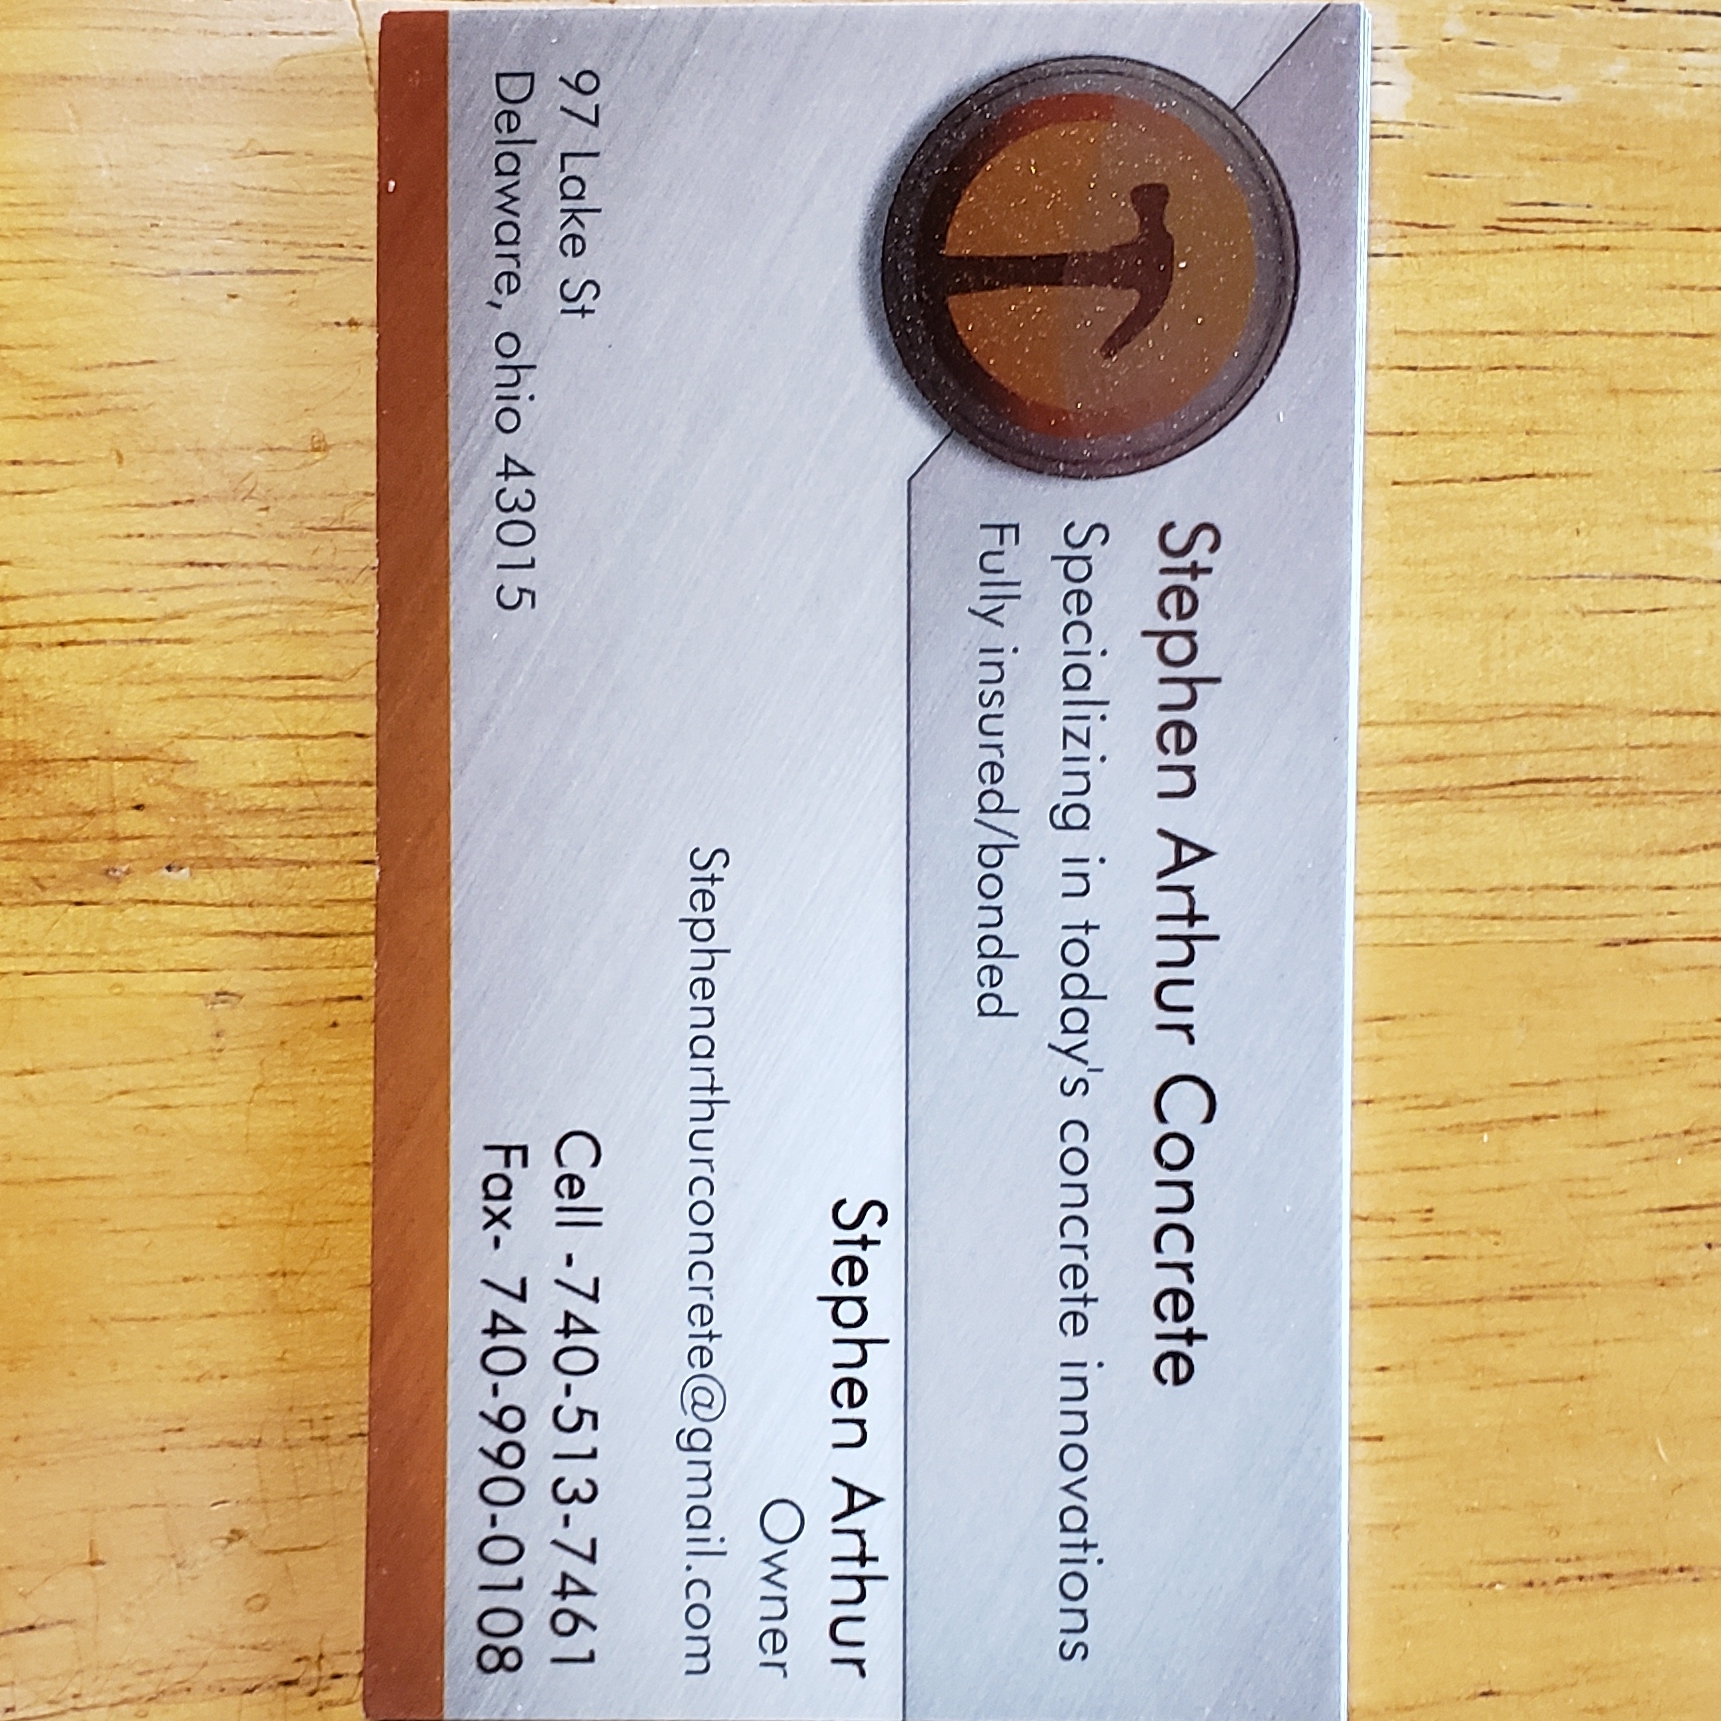 Stephen Arthur Concrete
Specializing in today's concrete innovations
Fully insured/bonded
Stephen Arthur
Owner
Stephenarthurconcrete@gmail.com
97 Lake St
Delaware, ohio 43015
Cell -740-513-7461
Fax- 740-990-0108